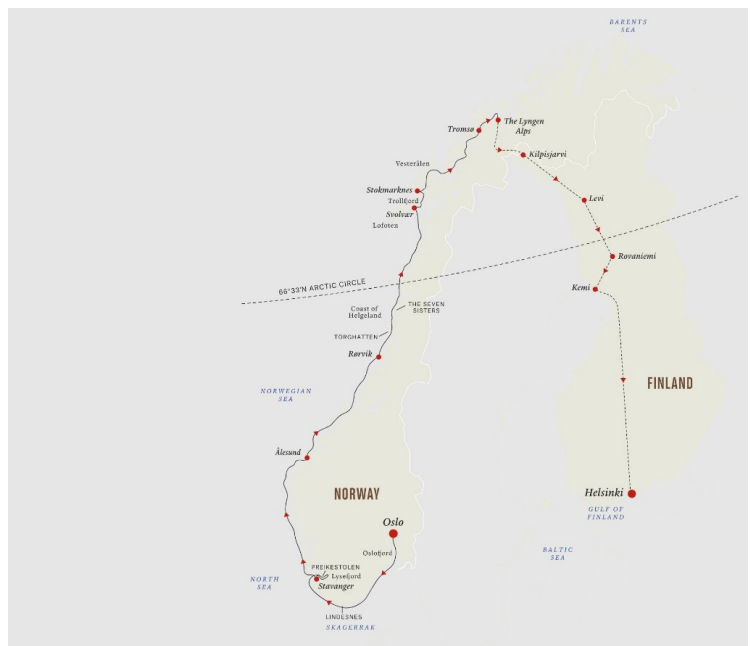 BARENTS
SEA
The Lyngen
Alps
Tromsø
Kilpisjarvi
Vesterålen
Stokmarknes
Trollfjord
Svolvær
Lofoten
Levi
Rovaniemi
66°33'N ARCTIC CIRCLE
Kemi
THE SEVEN
SISTERS
Coast of
Helgeland
TORGHATTEN
Rørvik
NORWEGIAN
SEA
FINLAND
Ålesund
NORWAY
Helsinki
GULF OF
FINLAND
Oslo
Oslofjord
BALTIC
SEA
PREIKESTOLEN
Lysefjord
NORTH
SEA
Stavanger
LINDESNES
SKAGERRAK